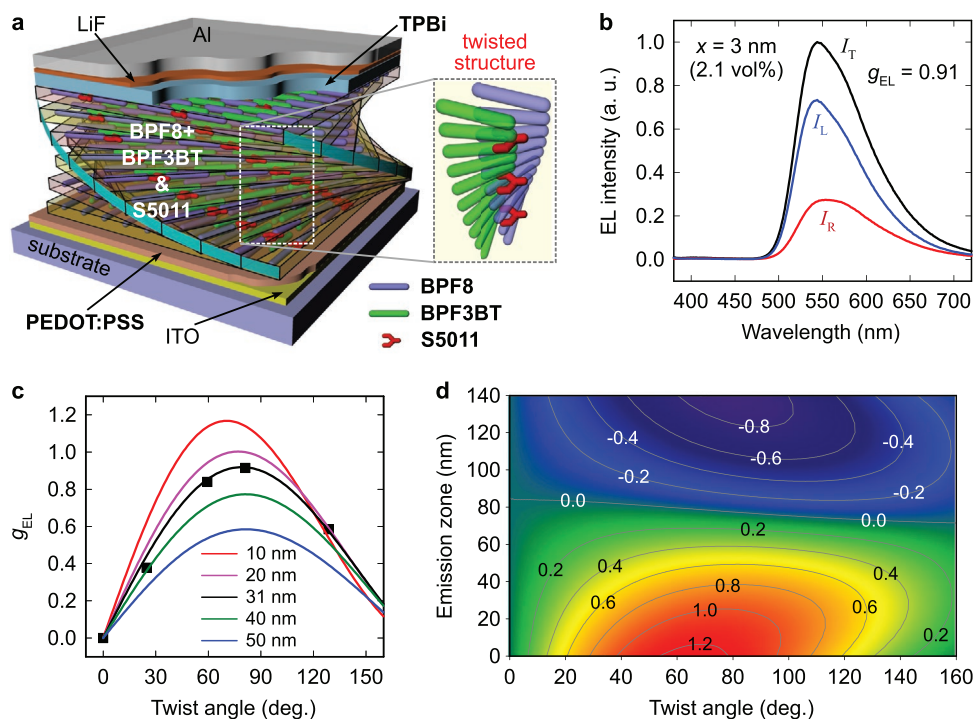 a
LiF
Al
TPBi
twisted
structure
BPF8+
BPF3BT
&
S5011
substrate
PEDOT:PSS
ITO
BPF8
BPF3BT
S5011
b
x = 3 nm
(2.1 vol%)
I_T
g_EL = 0.91
I_L
I_R
EL intensity (a. u.)
1.0
0.8
0.6
0.4
0.2
0.0
400 450 500 550 600 650 700
Wavelength (nm)
c
g_EL
1.2
1.0
0.8
0.6
0.4
0.2
0.0
10 nm
20 nm
31 nm
40 nm
50 nm
0 30 60 90 120 150
Twist angle (deg.)
d
Emission zone (nm)
140
120
100
80
60
40
20
0
-0.8
-0.4 -0.4
-0.6
-0.2 -0.2
0.0 0.0
0.2
0.2 0.4 0.4
0.6 0.8 0.6
1.0
1.2 0.2
0 20 40 60 80 100 120 140 160
Twist angle (deg.)